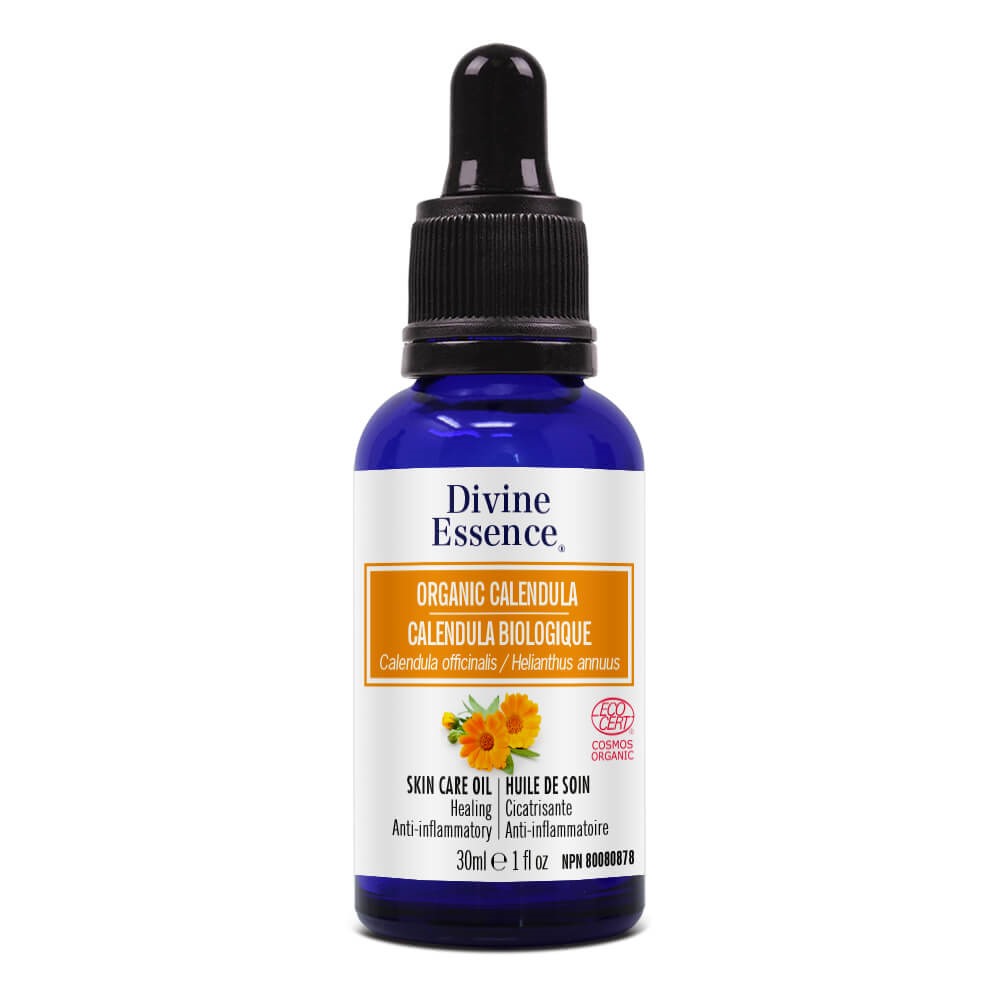 Divine
Essence®
ORGANIC CALENDULA
CALENDULA BIOLOGIQUE
Calendula officinalis / Helianthus annuus
ECO
CERT®
COSMOS
ORGANIC
SKIN CARE OIL | HUILE DE SOIN
Healing | Cicatrisante
Anti-inflammatory | Anti-inflammatoire
30ml ℮ 1 fl oz NPN 80080878